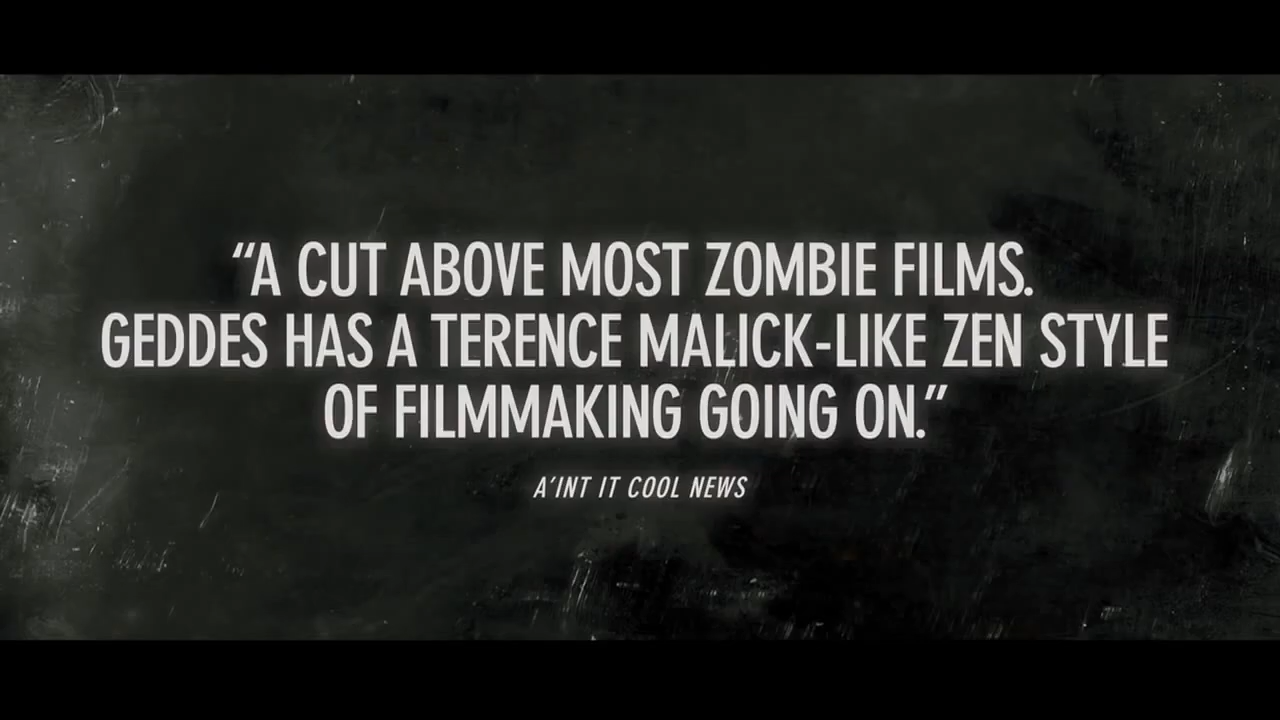 “A CUT ABOVE MOST ZOMBIE FILMS.
GEDDES HAS A TERENCE MALICK-LIKE ZEN STYLE
OF FILMMAKING GOING ON.”
A’INT IT COOL NEWS